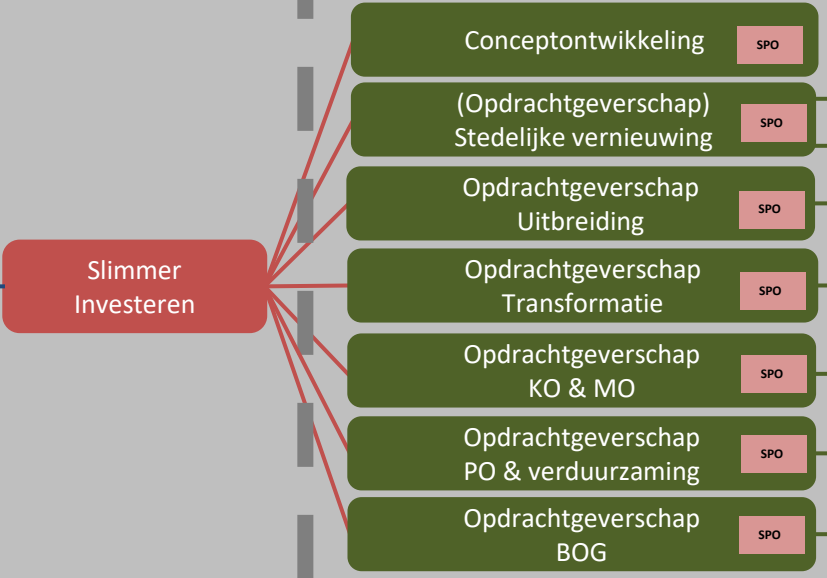 Slimmer
Investeren
Conceptontwikkeling
SPO
(Opdrachtgeverschap)
Stedelijke vernieuwing
SPO
Opdrachtgeverschap
Uitbreiding
SPO
Opdrachtgeverschap
Transformatie
SPO
Opdrachtgeverschap
KO & MO
SPO
Opdrachtgeverschap
PO & verduurzaming
SPO
Opdrachtgeverschap
BOG
SPO